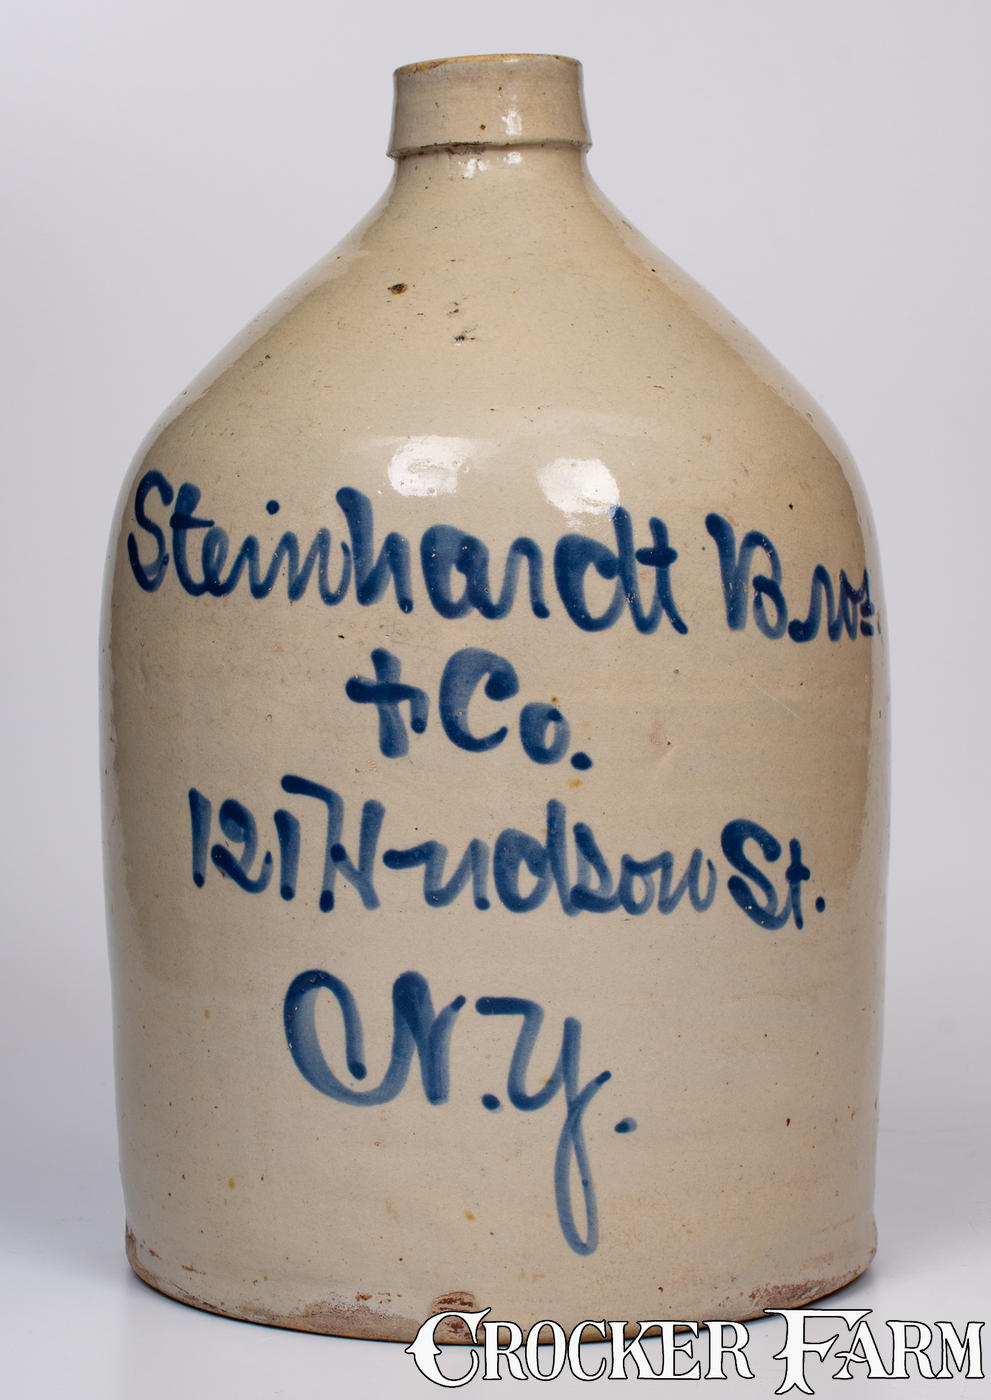 Steinhardt Bros.
+ Co.
121 Hudson St.
N.Y.
CROCKER FARM